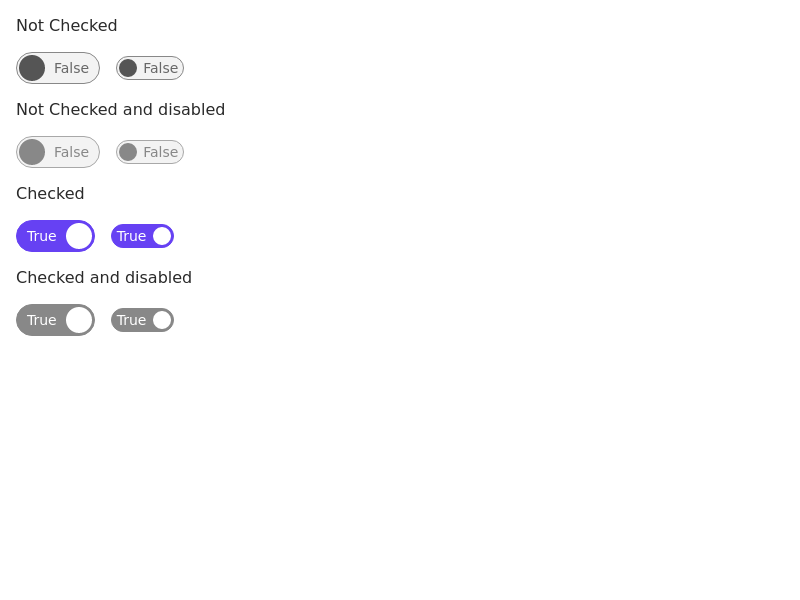 Not Checked
False False
Not Checked and disabled
False False
Checked
True True
Checked and disabled
True True